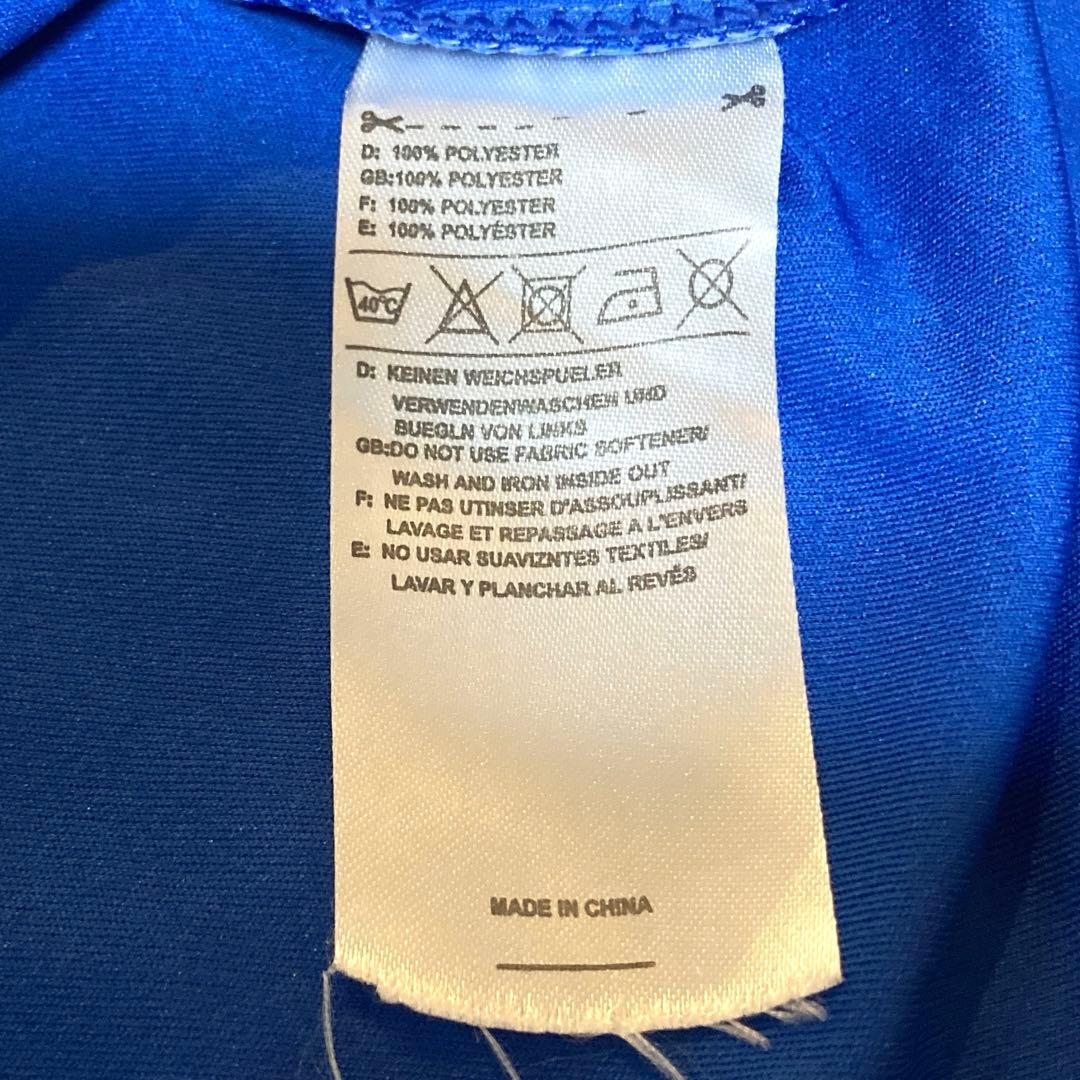 D: 100% POLYESTER
GB:100% POLYESTER
F: 100% POLYESTER
E: 100% POLYÉSTER
40°C
D: KEINEN WEICHSPUELER
VERWENDENWASCHEN UND
BUEGLN VON LINKS
GB:DO NOT USE FABRIC SOFTENER/
WASH AND IRON INSIDE OUT
F: NE PAS UTINSER D'ASSOUPLISSANT/
LAVAGE ET REPASSAGE A L'ENVERS
E: NO USAR SUAVIZNTES TEXTILES/
LAVAR Y PLANCHAR AL REVÉS
MADE IN CHINA